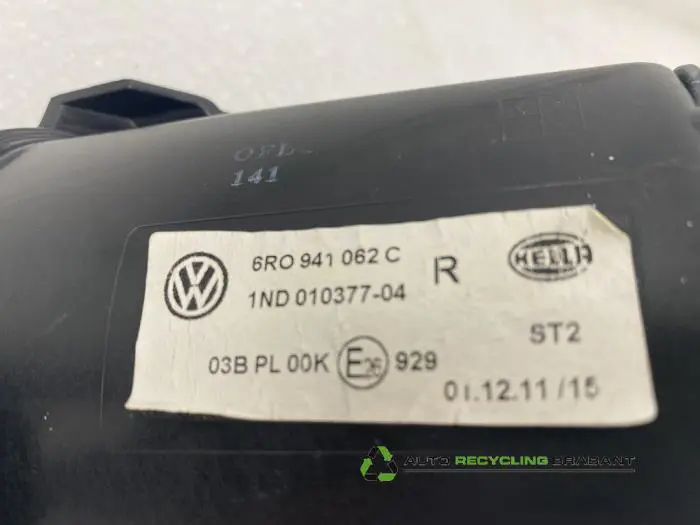 OFL
141
6R0 941 062 C
R
HELLA
1ND 010377-04
ST2
03B PL 00K E26 929
01.12.11 /15
AUTO RECYCLING BRABANT